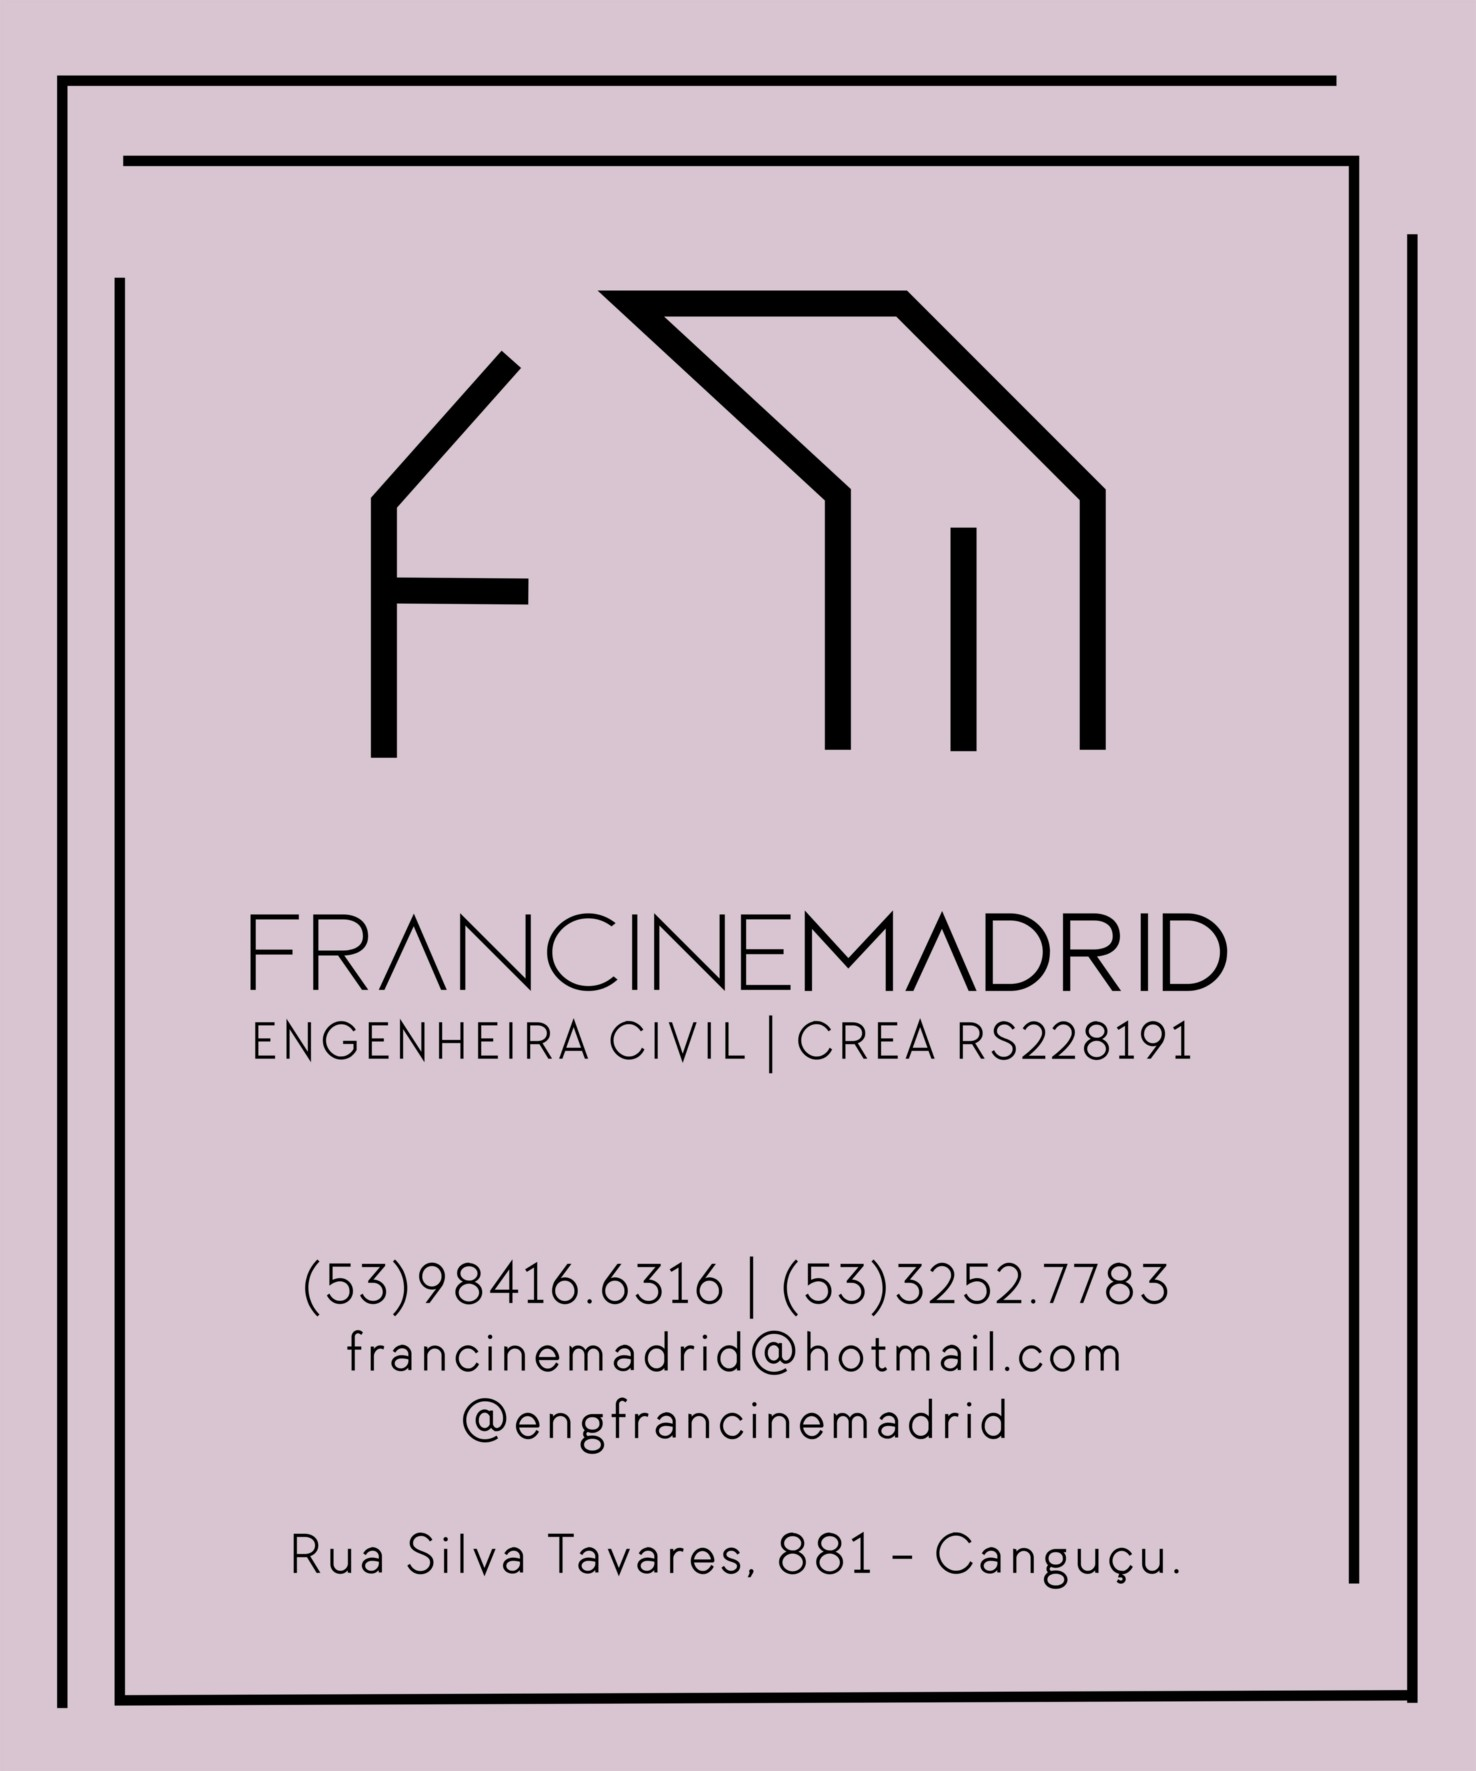 FM
FRANCINEMADRID
ENGENHEIRA CIVIL | CREA RS228191
(53)98416.6316 | (53)3252.7783
francinemadrid@hotmail.com
@engfrancinemadrid
Rua Silva Tavares, 881 - Canguçu.